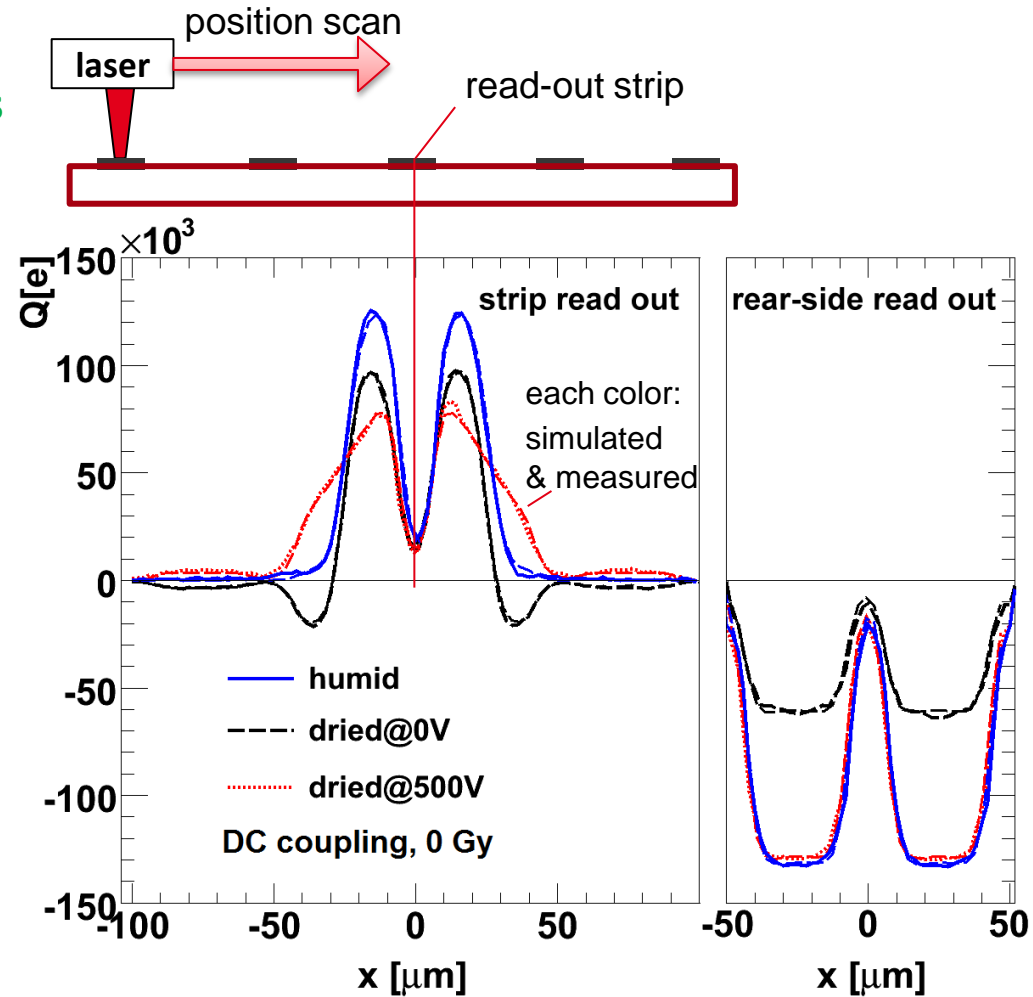 position scan
laser
read-out strip
×10³
Q[e]
150
100
50
0
-50
-100
-150
strip read out
rear-side read out
each color:
simulated
& measured
humid
dried@0V
dried@500V
DC coupling, 0 Gy
-100 -50 0 50
-50 0 50
x [μm]
x [μm]